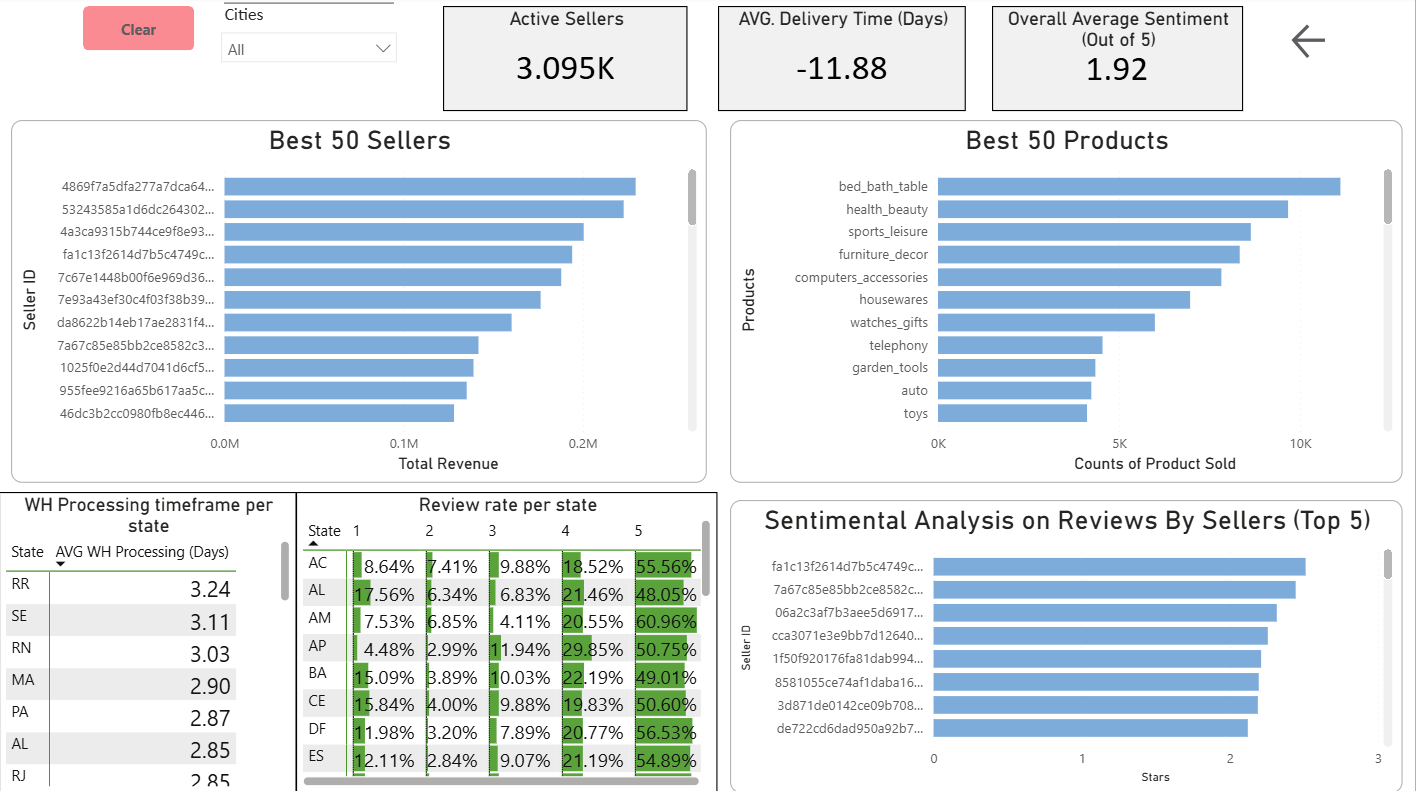 Clear
Cities
All
Active Sellers
3.095K
AVG. Delivery Time (Days)
-11.88
Overall Average Sentiment
(Out of 5)
1.92
Best 50 Sellers
Seller ID
4869f7a5dfa277a7dca64...
53243585a1d6dc264302...
4a3ca9315b744ce9f8e93...
fa1c13f2614d7b5c4749c...
7c67e1448b00f6e969d36...
7e93a43ef30c4f03f38b39...
da8622b14eb17ae2831f4...
7a67c85e85bb2ce8582c3...
1025f0e2d44d7041d6cf5...
955fee9216a65b617aa5c...
46dc3b2cc0980fb8ec446...
0.0M 0.1M 0.2M
Total Revenue
Best 50 Products
Products
bed_bath_table
health_beauty
sports_leisure
furniture_decor
computers_accessories
housewares
watches_gifts
telephony
garden_tools
auto
toys
0K 5K 10K
Counts of Product Sold
WH Processing timeframe per
state
State AVG WH Processing (Days)
RR 3.24
SE 3.11
RN 3.03
MA 2.90
PA 2.87
AL 2.85
RJ 2.85
Review rate per state
State 1 2 3 4 5
AC 8.64% 7.41% 9.88% 18.52% 55.56%
AL 17.56% 6.34% 6.83% 21.46% 48.05%
AM 7.53% 6.85% 4.11% 20.55% 60.96%
AP 4.48% 2.99% 11.94% 29.85% 50.75%
BA 15.09% 3.89% 10.03% 22.19% 49.01%
CE 15.84% 4.00% 9.88% 19.83% 50.60%
DF 11.98% 3.20% 7.89% 20.77% 56.53%
ES 12.11% 2.84% 9.07% 21.19% 54.89%
Sentimental Analysis on Reviews By Sellers (Top 5)
Seller ID
fa1c13f2614d7b5c4749c...
7a67c85e85bb2ce8582c...
06a2c3af7b3aee5d6917...
cca3071e3e9bb7d12640...
1f50f920176fa81dab994...
8581055ce74af1daba16...
3d871de0142ce09b708...
de722cd6dad950a92b7...
0 1 2 3
Stars